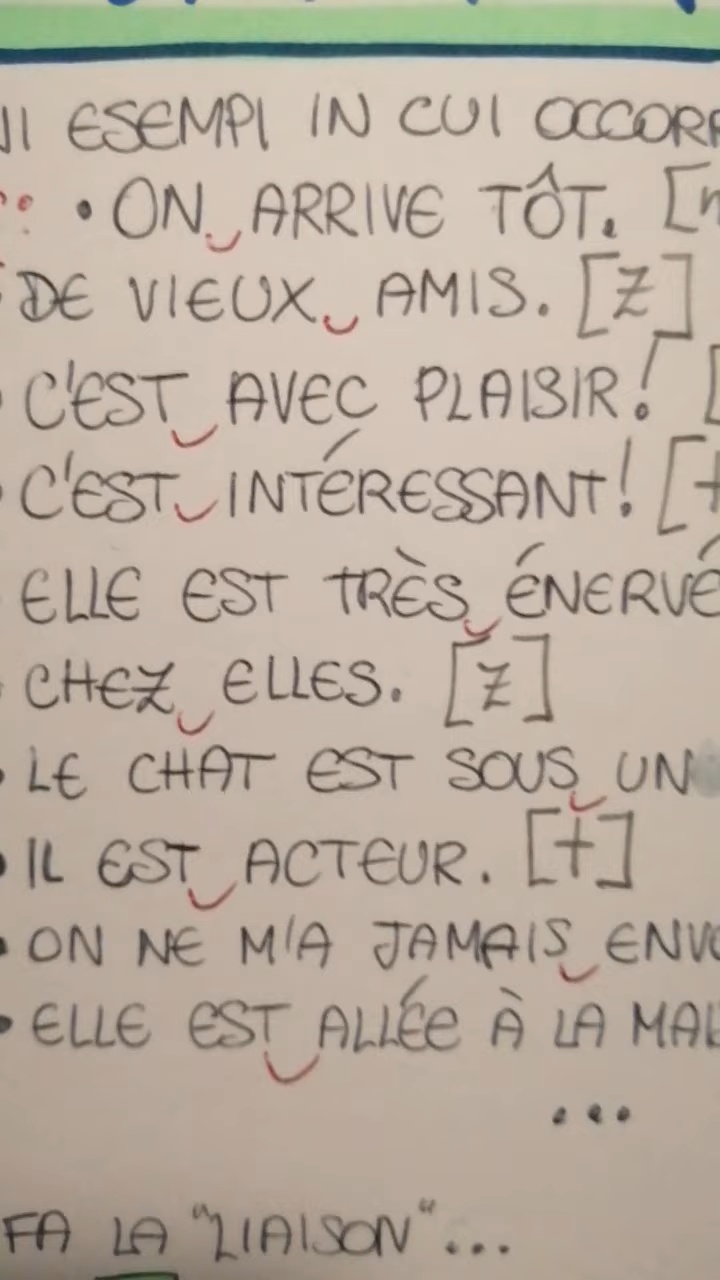 ESEMPI IN CUI
• ON ARRIVE TÔT. [n
DE VIEUX AMIS. [z]
C'EST AVEC PLAISIR! [
C'EST INTÉRESSANT! [t
ELLE EST TRÈS ÉNERVÉ
CHEZ ELLES. [z]
• LE CHAT EST SOUS UN
• IL EST ACTEUR. [t]
• ON NE M'A JAMAIS
• ELLE EST ALLÉE À LA
...
FA LA "LIAISON"...